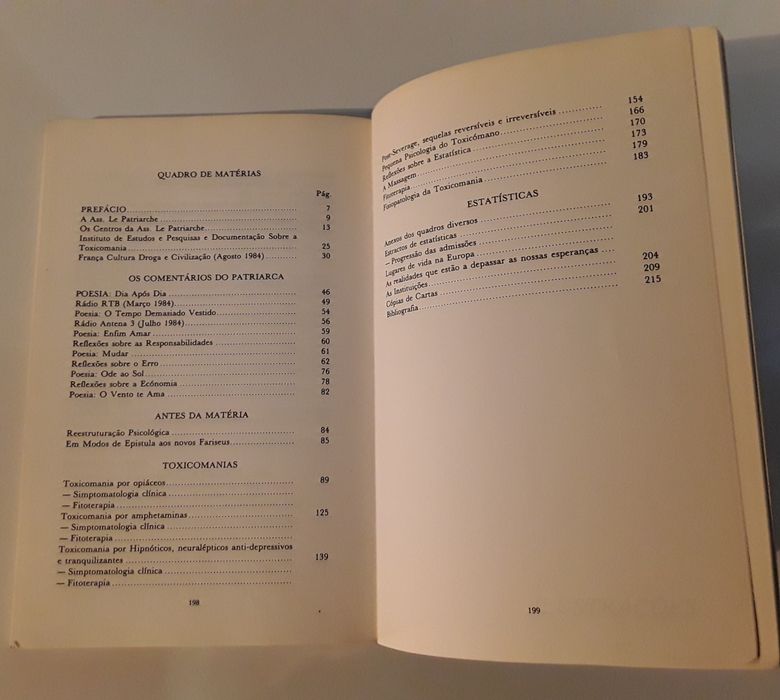 QUADRO DE MATÉRIAS
Pág.
PREFÁCIO 7
A Ass. Le Patriarche 9
Os Centros da Ass. Le Patriarche 13
Instituto de Estudos e Pesquisas e Documentação Sobre a
Toxicomania 25
França Cultura Droga e Civilização (Agosto 1984) 30
OS COMENTÁRIOS DO PATRIARCA
POESIA: Dia Após Dia 46
Rádio RTB (Março 1984) 49
Poesia: O Tempo Demasiado Vestido 54
Rádio Antena 3 (Julho 1984) 56
Poesia: Enfim Amar 59
Reflexões sobre as Responsabilidades 60
Poesia: Mudar 61
Reflexões sobre o Erro 62
Poesia: Ode ao Sol 76
Reflexões sobre a Ecónomia 78
Poesia: O Vento te Ama 82
ANTES DA MATÉRIA
Reestruturação Psicológica 84
Em Modos de Epistula aos novos Fariseus 85
TOXICOMANIAS
Toxicomania por opiáceos 89
— Simptomatologia clínica
— Fitoterapia
Toxicomania por amphetaminas 125
— Simptomatologia clínica
— Fitoterapia
Toxicomania por Hipnóticos, neuralépticos anti-depressivos
e tranquilizantes 139
— Simptomatologia clínica
— Fitoterapia
198
Post-Severage, sequelas reversíveis e irreversíveis 154
Pequena Psicologia do Toxicómano 166
Reflexões sobre a Estatística 170
A Massagem 173
Fitoterapia 179
Fisiopatologia da Toxicomania 183
ESTATÍSTICAS
Anexos dos quadros diversos 193
Extractos de estatísticas 201
— Progressão das admissões
Lugares de vida na Europa
As realidades que estão a depassar as nossas esperanças
As Instituições 204
Cópias de Cartas 209
Bibliografia 215
199